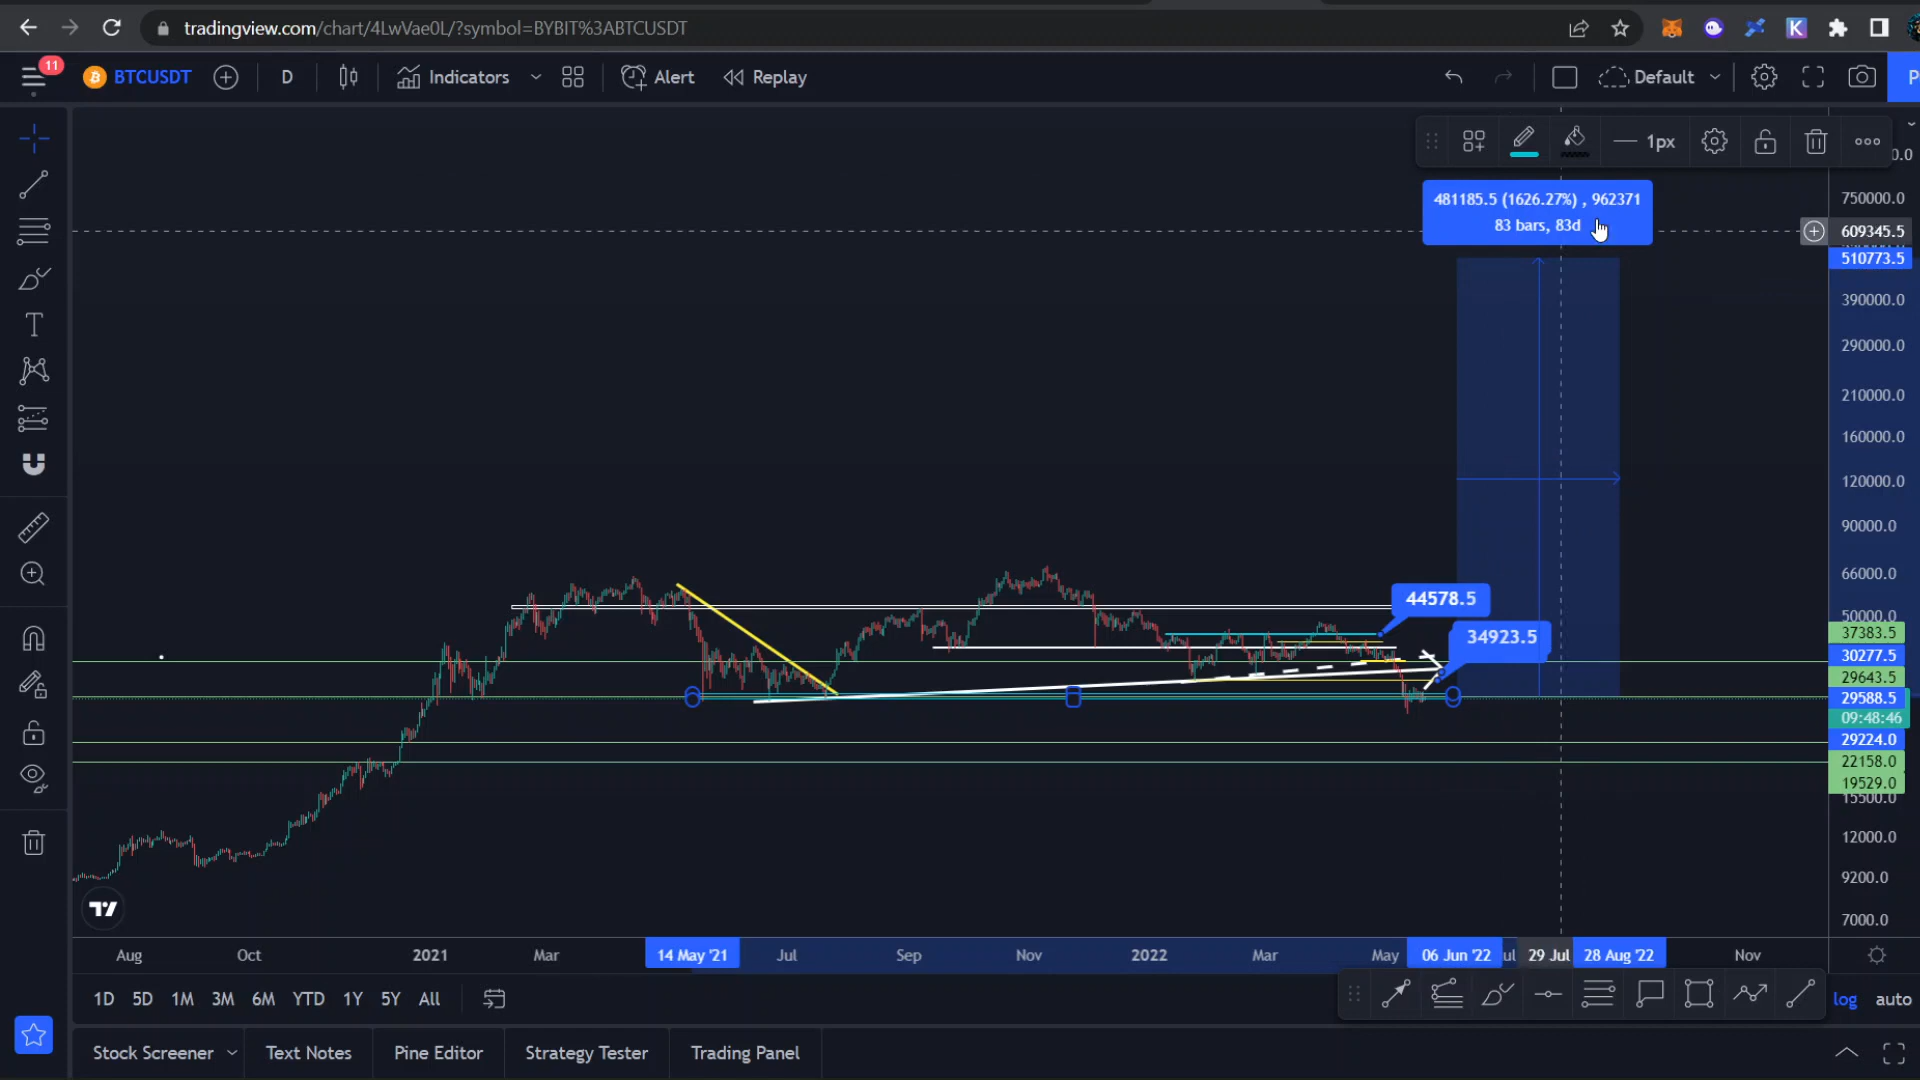 tradingview.com/chart/4LwVae0L/?symbol=BYBIT%3ABTCUSDT
11
BTCUSDT
D
Indicators
Alert
Replay
Default
P
1px
0.0
481185.5 (1626.27%) , 962371
83 bars, 83d
750000.0
609345.5
510773.5
390000.0
290000.0
210000.0
160000.0
120000.0
90000.0
66000.0
50000.0
44578.5
34923.5
37383.5
30277.5
29643.5
29588.5
09:48:46
29224.0
22158.0
19529.0
15500.0
12000.0
9200.0
7000.0
Aug
Oct
2021
Mar
14 May '21
Jul
Sep
Nov
2022
Mar
May
06 Jun '22
ul
29 Jul
28 Aug '22
Nov
1D
5D
1M
3M
6M
YTD
1Y
5Y
All
log
auto
Stock Screener
Text Notes
Pine Editor
Strategy Tester
Trading Panel